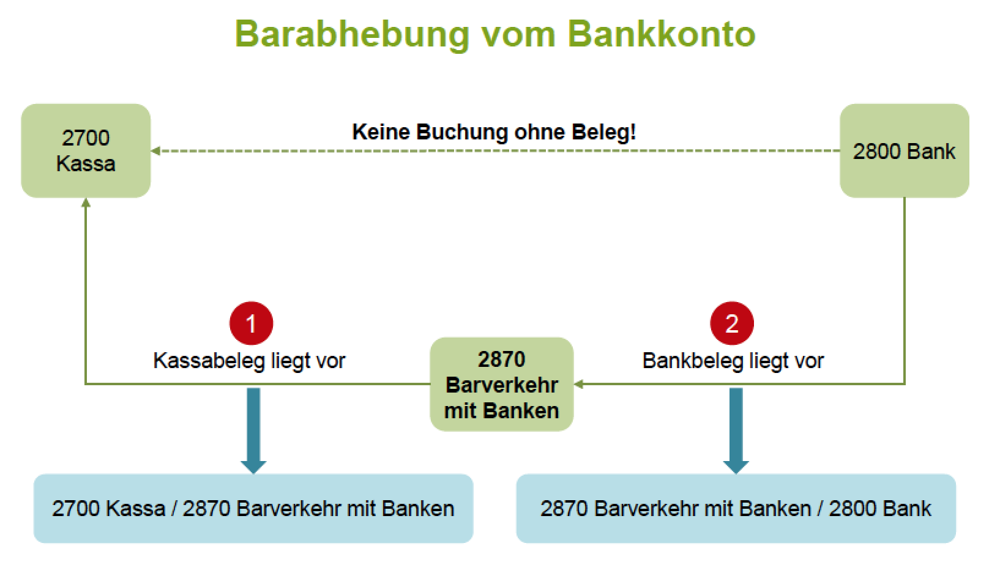 Barabhebung vom Bankkonto
2700
Kassa
Keine Buchung ohne Beleg!
2800 Bank
1
Kassabeleg liegt vor
2870
Barverkehr
mit Banken
2
Bankbeleg liegt vor
2700 Kassa / 2870 Barverkehr mit Banken
2870 Barverkehr mit Banken / 2800 Bank